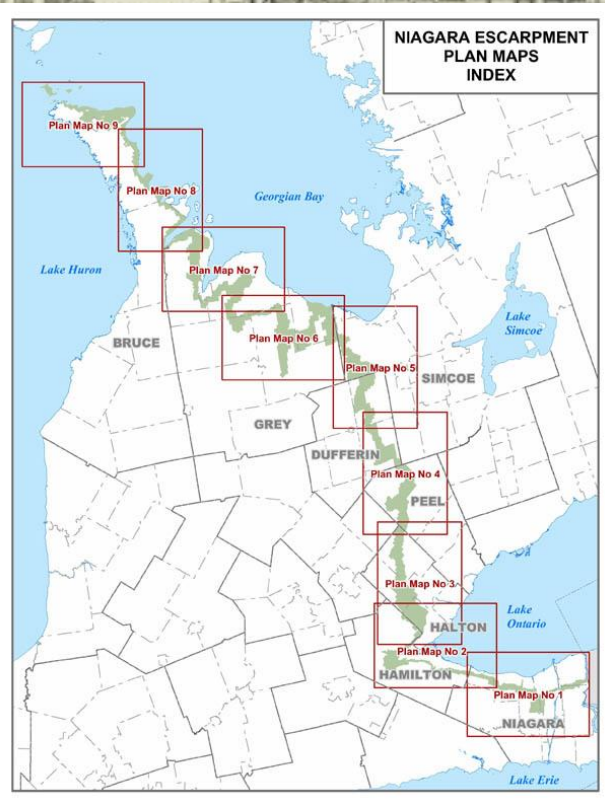 NIAGARA ESCARPMENT
PLAN MAPS
INDEX
Plan Map No 9
Plan Map No 8
Georgian Bay
Lake Huron
Plan Map No 7
Lake
Simcoe
BRUCE
Plan Map No 6
Plan Map No 5
SIMCOE
GREY
DUFFERIN
Plan Map No 4
PEEL
Plan Map No 3
Lake
Ontario
HALTON
Plan Map No 2
HAMILTON
Plan Map No 1
NIAGARA
Lake Erie